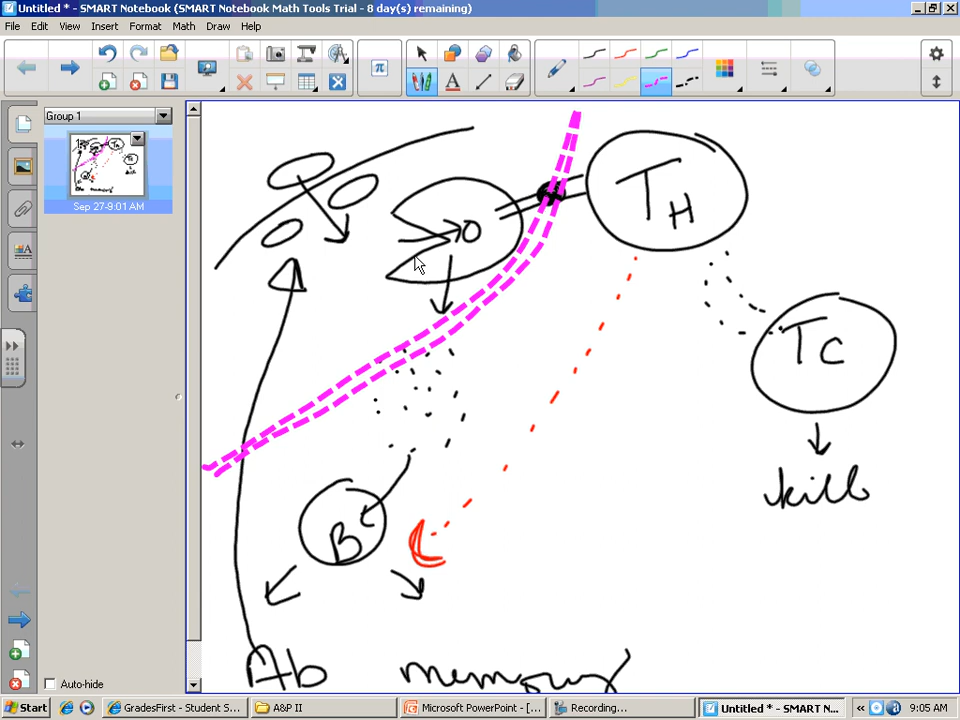 Untitled * - SMART Notebook (SMART Notebook Math Tools Trial - 8 day(s) remaining)
File Edit View Insert Format Math Draw Help
π
A
Group 1
Sep 27-9:01 AM
TH
TC
kills
B
Ab memory
Auto-hide
Start GradesFirst - Student S... A&P II Microsoft PowerPoint - [... Recording... Untitled * - SMART N... « 9:05 AM